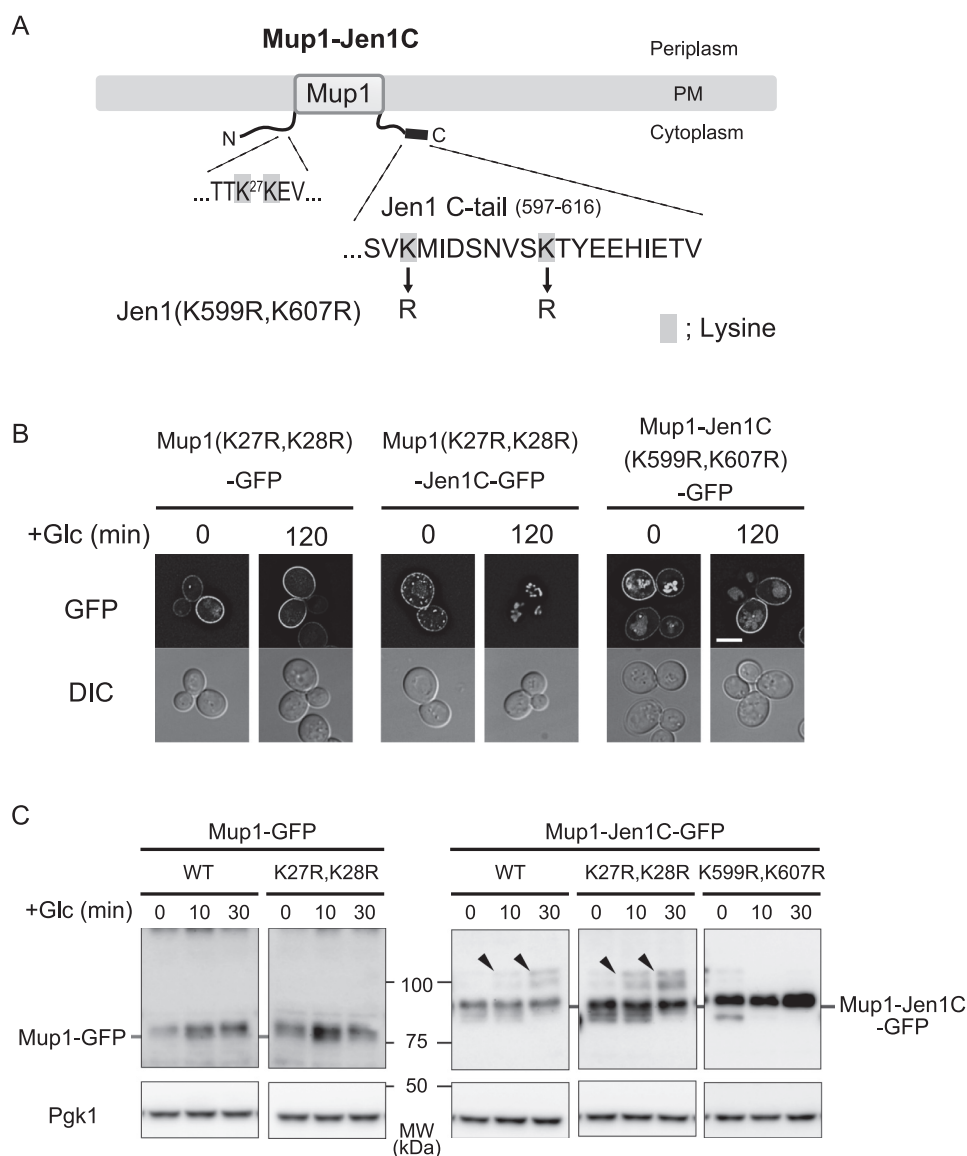 A
Mup1-Jen1C
Periplasm
Mup1
PM
N
C
Cytoplasm
...TTK²⁷KEV...
Jen1 C-tail (597-616)
...SVKMIDSNVSKTYEEHIETV
Jen1(K599R,K607R)
R
R
; Lysine
B
Mup1(K27R,K28R)
-GFP
Mup1(K27R,K28R)
-Jen1C-GFP
Mup1-Jen1C
(K599R,K607R)
-GFP
+Glc (min)
0
120
0
120
0
120
GFP
DIC
C
Mup1-GFP
Mup1-Jen1C-GFP
WT
K27R,K28R
WT
K27R,K28R
K599R,K607R
+Glc (min)
0 10 30
0 10 30
0 10 30
0 10 30
0 10 30
100
Mup1-GFP
75
Mup1-Jen1C
-GFP
50
Pgk1
MW
(kDa)